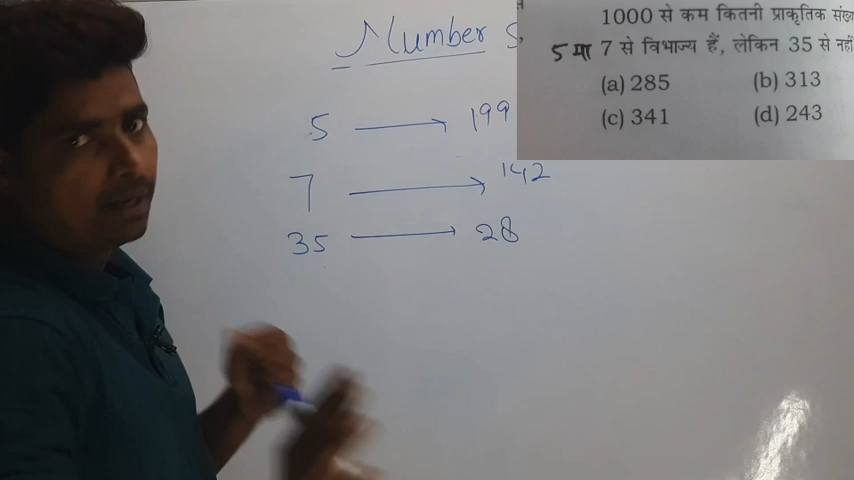 Number S
1000 से कम कितनी प्राकृतिक
5 या 7 से विभाज्य हैं, लेकिन 35 से नहीं
(a) 285 (b) 313
(c) 341 (d) 243
5 → 199
7 → 142
35 → 28